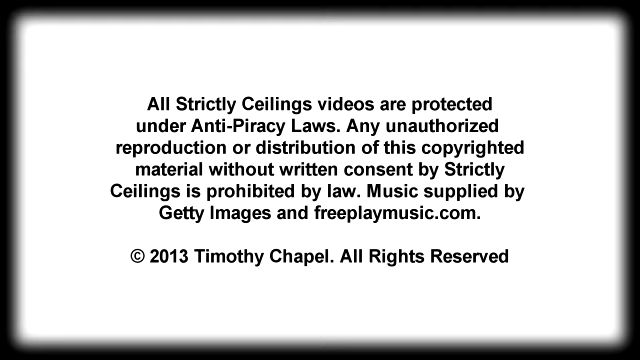 All Strictly Ceilings videos are protected
under Anti-Piracy Laws. Any unauthorized
reproduction or distribution of this copyrighted
material without written consent by Strictly
Ceilings is prohibited by law. Music supplied by
Getty Images and freeplaymusic.com.
© 2013 Timothy Chapel. All Rights Reserved